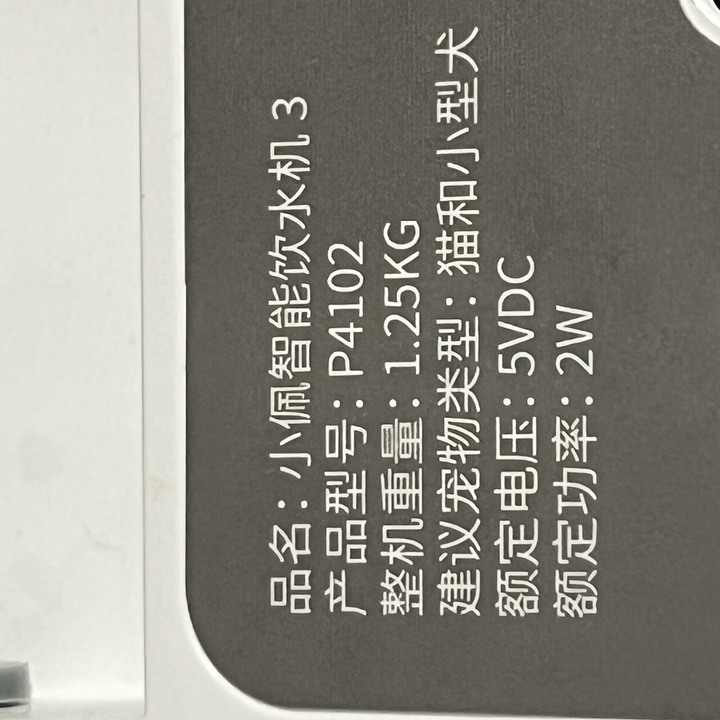 品名：小佩智能饮水机 3
产品型号：P4102
整机重量：1.25KG
建议宠物类型：猫和小型犬
额定电压：5VDC
额定功率：2W